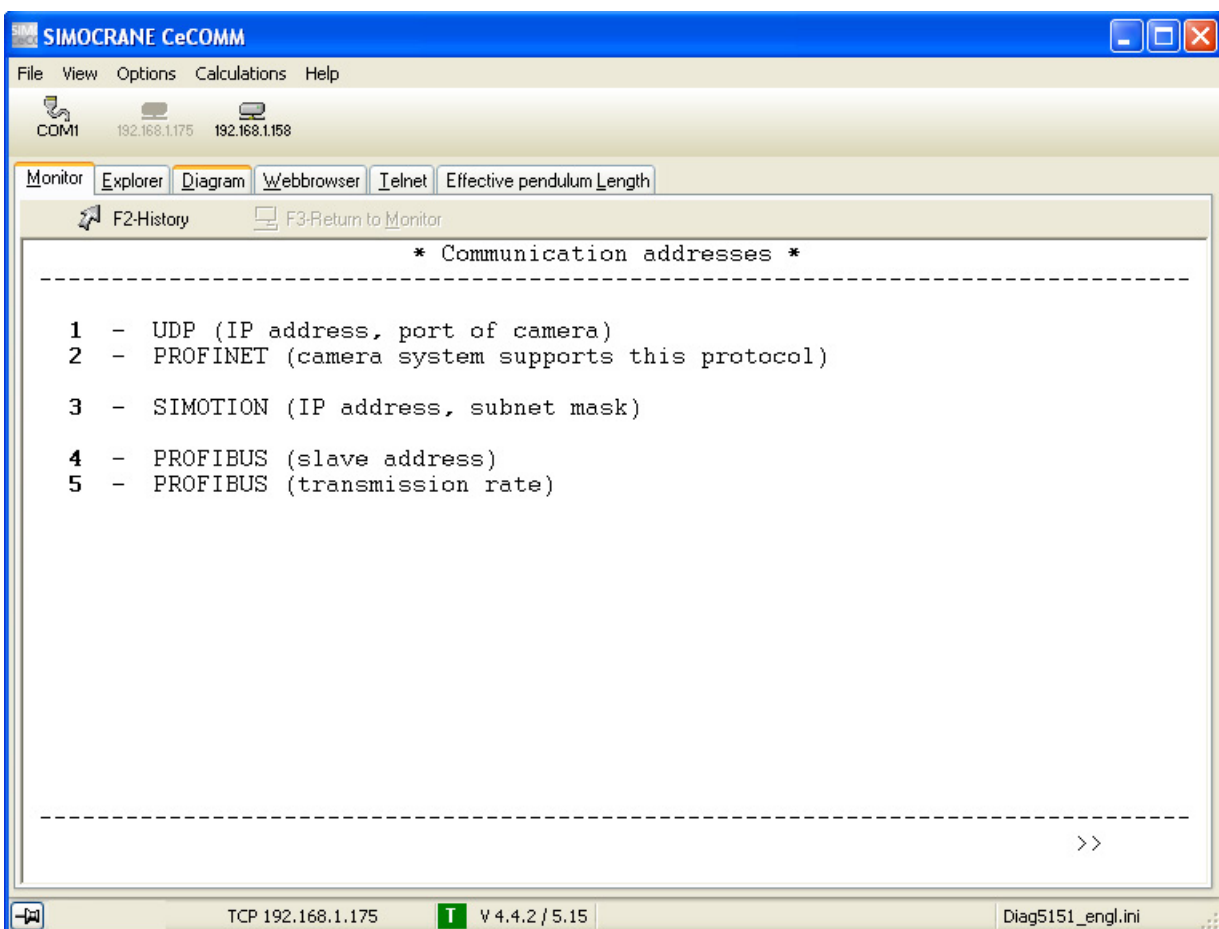 SIMOCRANE CeCOMM
File View Options Calculations Help
COM1 192.168.1.175 192.168.1.158
Monitor Explorer Diagram Webbrowser Telnet Effective pendulum Length
F2-History F3-Return to Monitor
* Communication addresses *
1 - UDP (IP address, port of camera)
2 - PROFINET (camera system supports this protocol)
3 - SIMOTION (IP address, subnet mask)
4 - PROFIBUS (slave address)
5 - PROFIBUS (transmission rate)
>>
TCP 192.168.1.175 T V 4.4.2 / 5.15 Diag5151_engl.ini